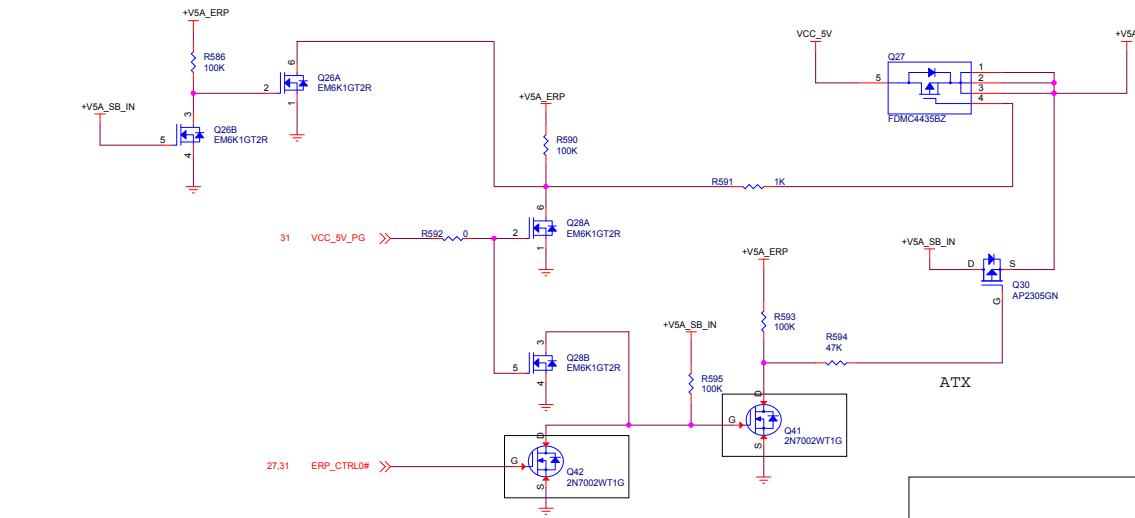 +V5A_ERP
R586
100K
Q26A
EM6K1GT2R
6
2
1
+V5A_SB_IN
3
5
4
Q26B
EM6K1GT2R
+V5A_ERP
R590
100K
VCC_5V
Q27
5
1
2
3
4
FDMC4435BZ
+V5A
R591
1K
6
2
1
Q28A
EM6K1GT2R
31
VCC_5V_PG
R592
0
+V5A_ERP
R593
100K
+V5A_SB_IN
D
S
G
Q30
AP2305GN
R594
47K
ATX
3
5
4
Q28B
EM6K1GT2R
+V5A_SB_IN
R595
100K
D
G
S
Q41
2N7002WT1G
27,31
ERP_CTRL0#
D
G
S
Q42
2N7002WT1G